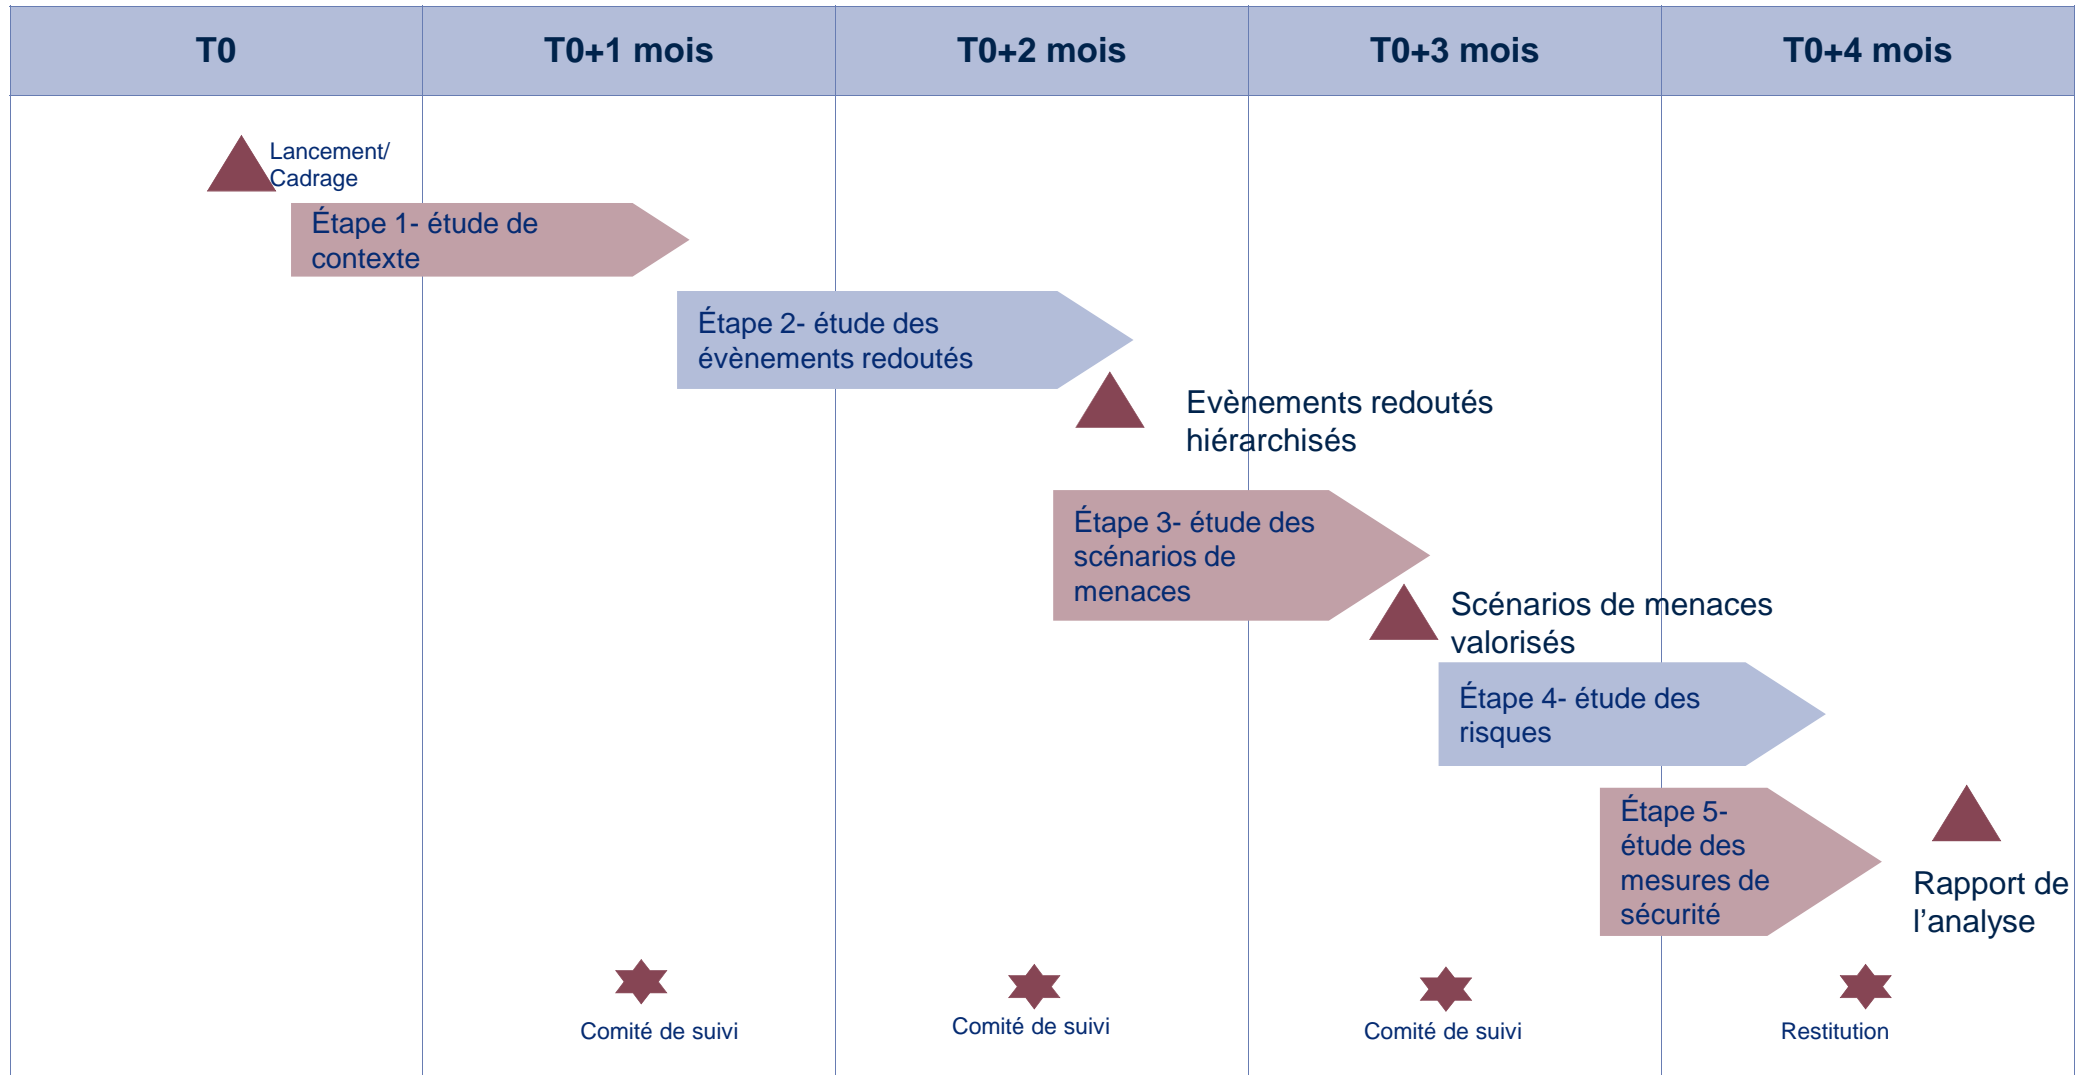 T0
T0+1 mois
T0+2 mois
T0+3 mois
T0+4 mois
Lancement/
Cadrage
Étape 1- étude de
contexte
Étape 2- étude des
évènements redoutés
Evènements redoutés
hiérarchisés
Étape 3- étude des
scénarios de
menaces
Scénarios de menaces
valorisés
Étape 4- étude des
risques
Étape 5-
étude des
mesures de
sécurité
Rapport de
l’analyse
Comité de suivi
Comité de suivi
Comité de suivi
Restitution